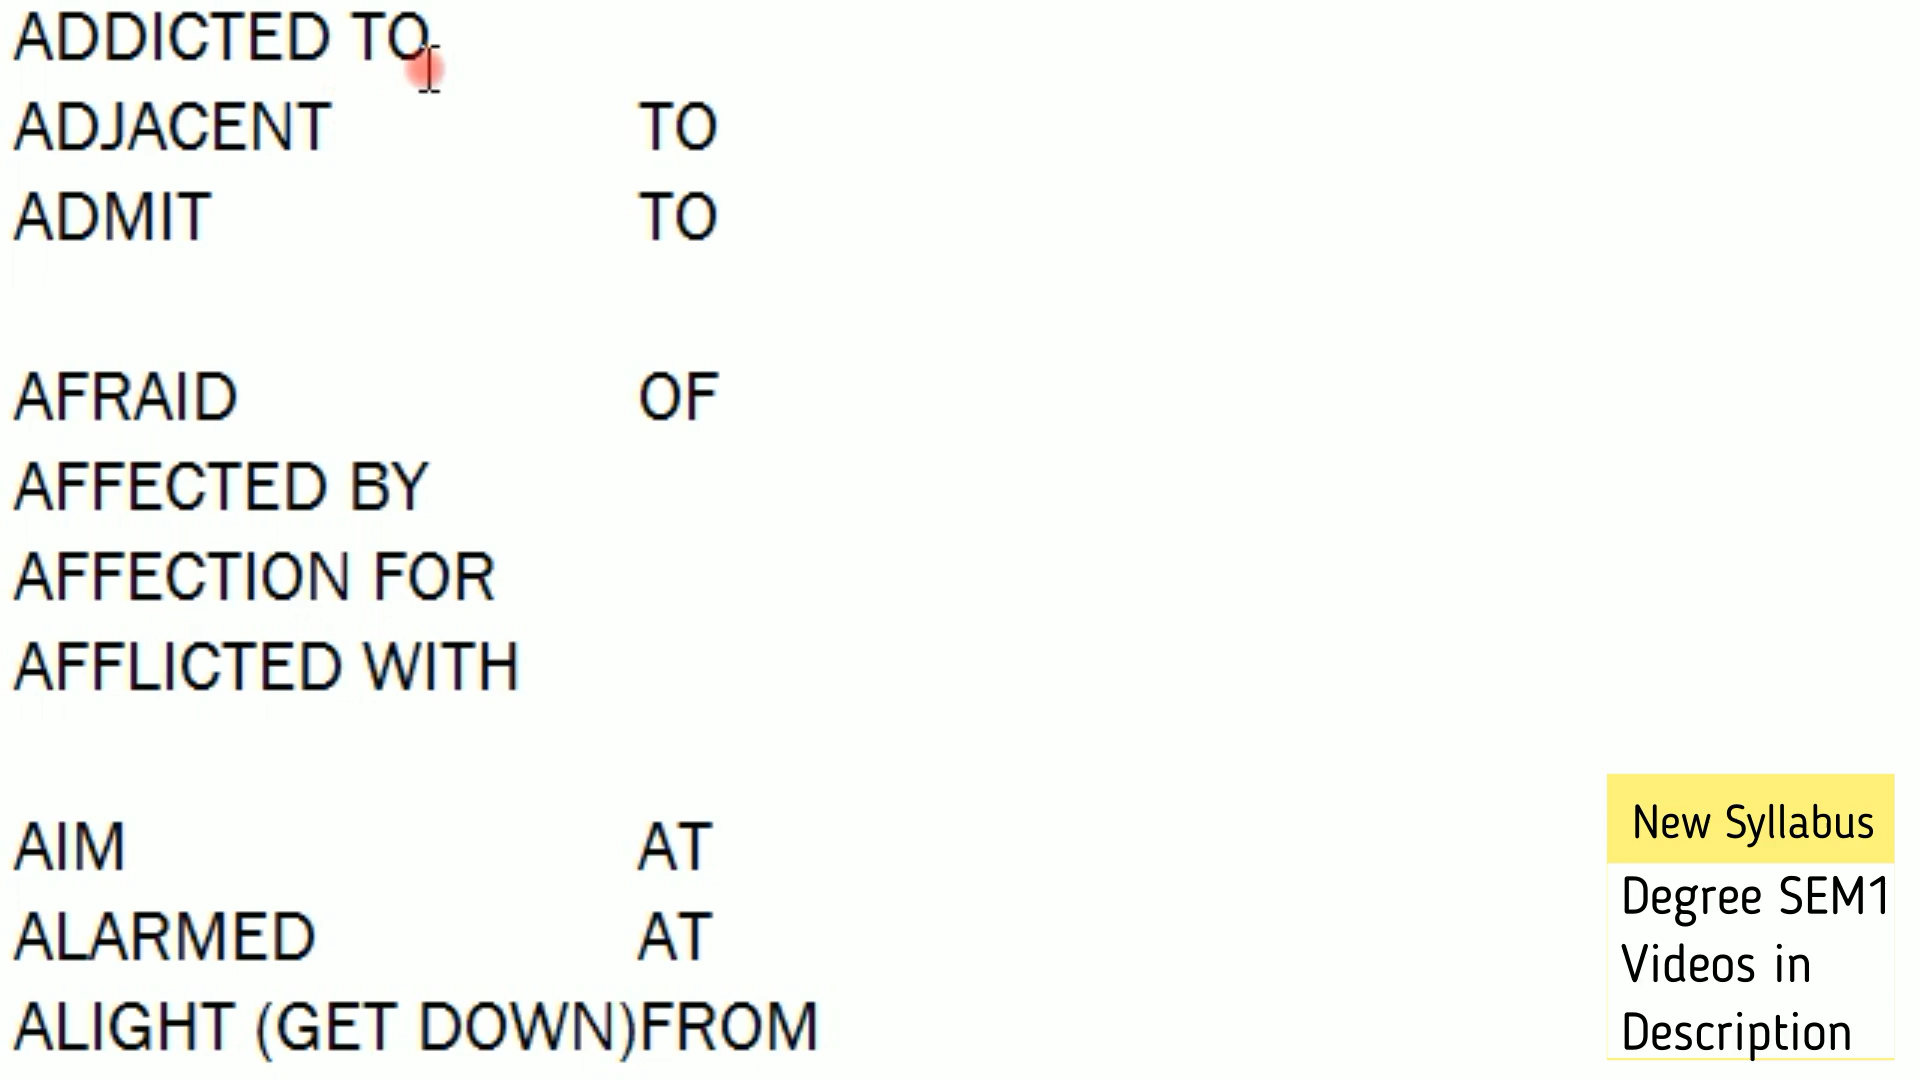 ADDICTED TO
ADJACENT TO
ADMIT TO
AFRAID OF
AFFECTED BY
AFFECTION FOR
AFFLICTED WITH
AIM AT
ALARMED AT
ALIGHT (GET DOWN)FROM
New Syllabus
Degree SEM1
Videos in
Description